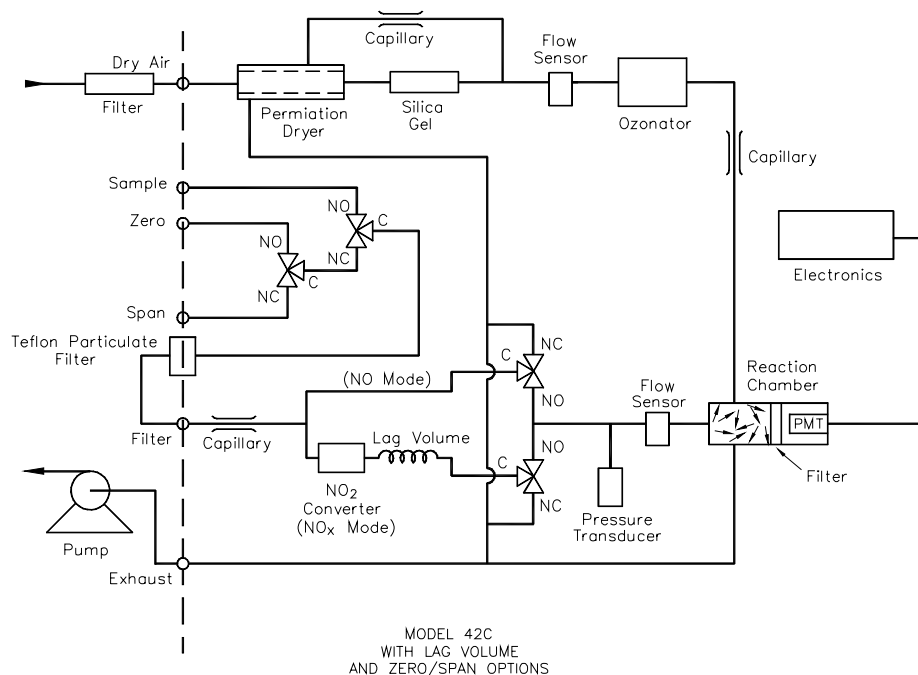 Capillary
Flow
Sensor
Dry Air
Filter
Permiation
Dryer
Silica
Gel
Ozonator
Capillary
Sample
NO
C
Zero
NO
NC
C
NC
Span
Electronics
Teflon Particulate
Filter
C
NC
(NO Mode)
NO
Flow
Sensor
Reaction
Chamber
PMT
Filter
Capillary
Lag Volume
NO
C
NC
Filter
NO2
Converter
(NOx Mode)
Pressure
Transducer
Pump
Exhaust
MODEL 42C
WITH LAG VOLUME
AND ZERO/SPAN OPTIONS